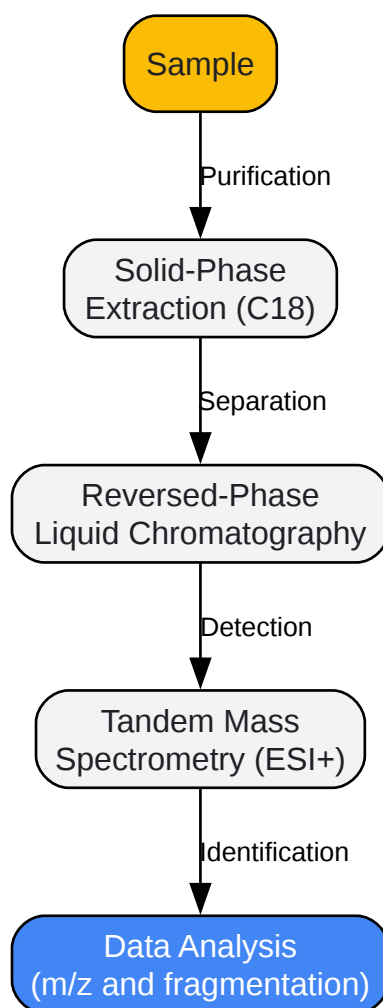 Sample
Purification
Solid-Phase
Extraction (C18)
Separation
Reversed-Phase
Liquid Chromatography
Detection
Tandem Mass
Spectrometry (ESI+)
Identification
Data Analysis
(m/z and fragmentation)